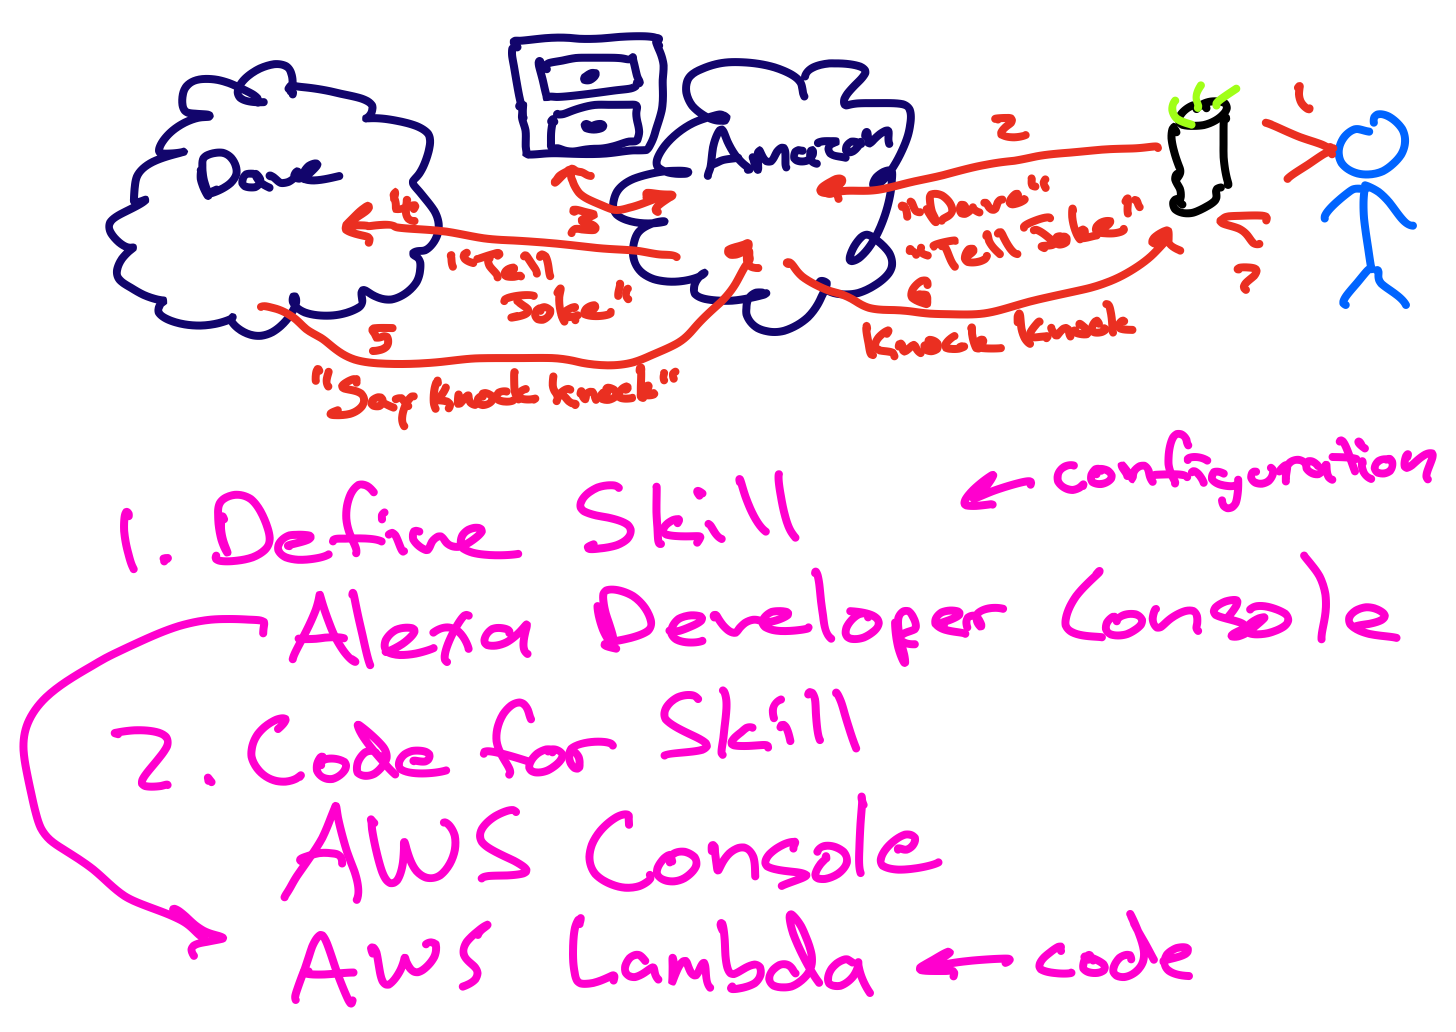 Dave
Amazon
1
2
"Dave"
"Tell Joke"
3
4
"Tell
Joke"
5
"Say knock knock"
6
Knock Knock
7
1. Define Skill ← configuration
Alexa Developer Console
2. Code for Skill
AWS Console
AWS Lambda ← code